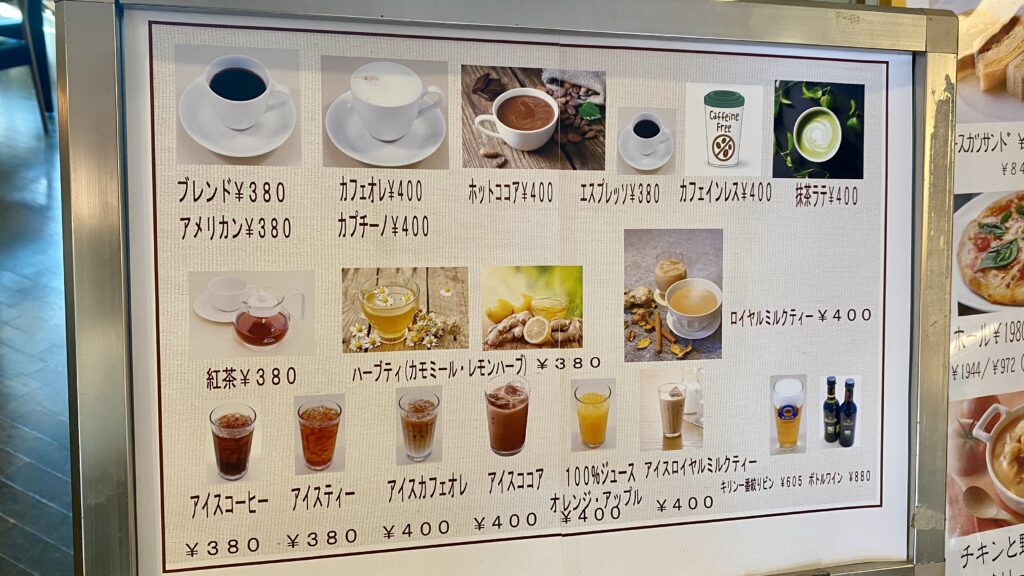 Caffeine
Free
ブレンド¥380
アメリカン¥380
カフェオレ¥400
カプチーノ¥400
ホットココア¥400
エスプレッソ¥380
カフェインレス¥400
抹茶ラテ¥400
紅茶¥380
ハーブティ(カモミール・レモンハーブ) ¥380
ロイヤルミルクティー¥400
アイスコーヒー
¥380
アイスティー
¥380
アイスカフェオレ
¥400
アイスココア
¥400
100%ジュース
オレンジ・アップル
¥400
アイスロイヤルミルクティー
¥400
キリン一番絞りビン ¥605 ボトルワイン ¥880
スカツサンド ¥
¥84
ホール¥1980
¥1944/¥972(
チキンと野